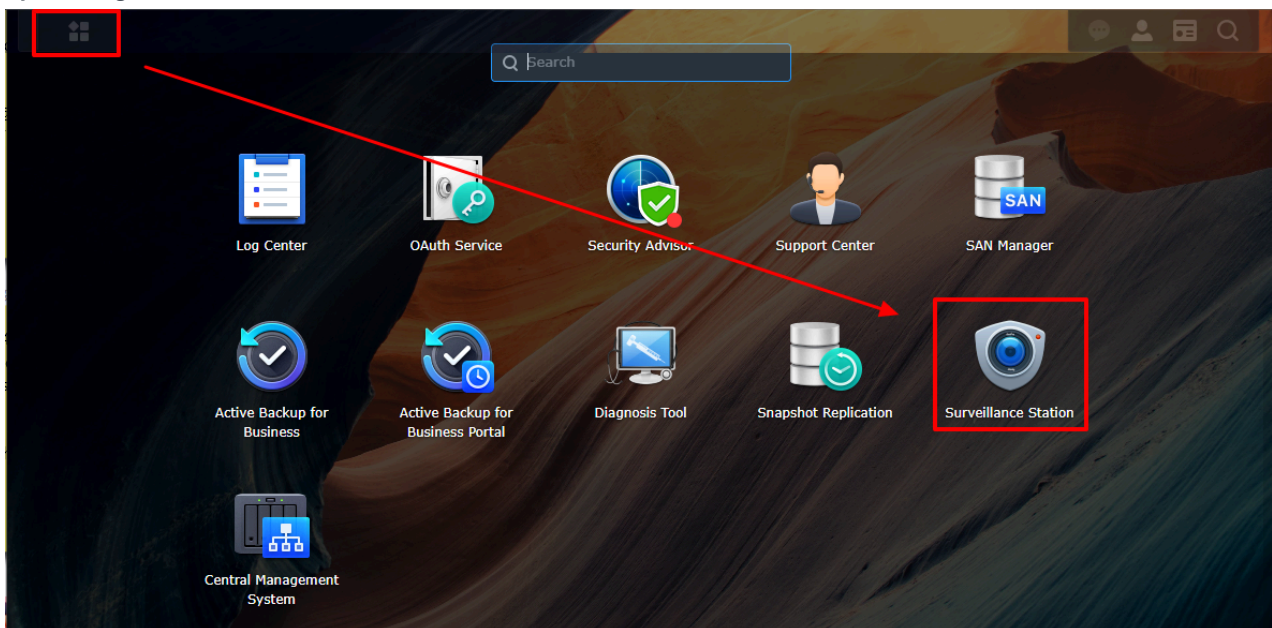 Search
Log Center
OAuth Service
Security Advisor
Support Center
SAN
SAN Manager
Active Backup for
Business
Active Backup for
Business Portal
Diagnosis Tool
Snapshot Replication
Surveillance Station
Central Management
System